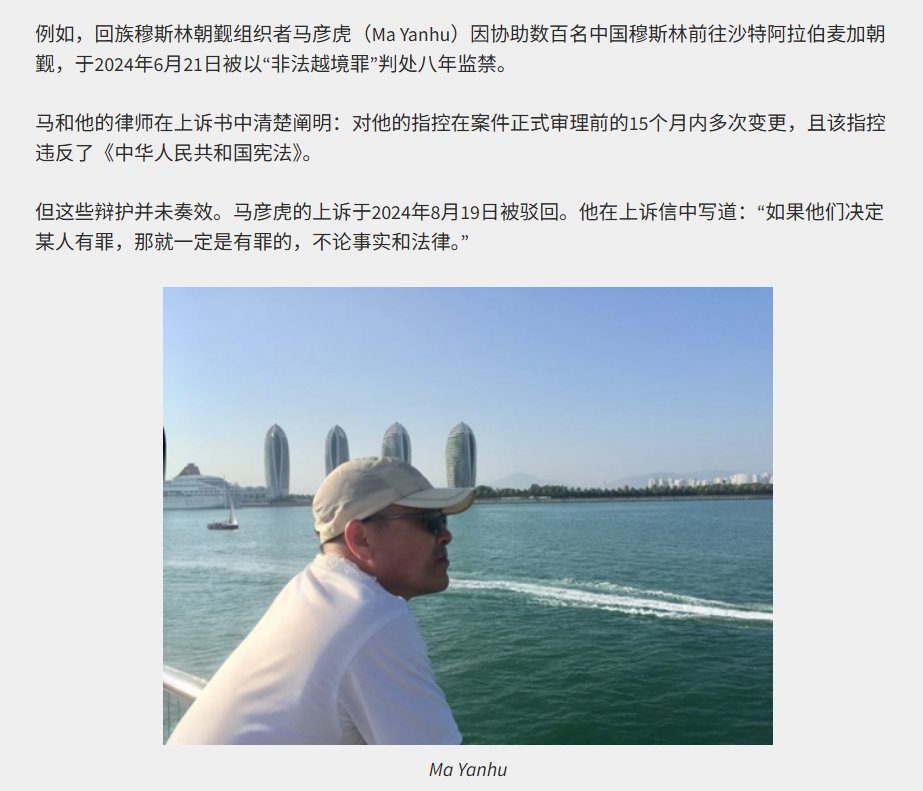 例如，回族穆斯林朝觐组织者马彦虎（Ma Yanhu）因协助数百名中国穆斯林前往沙特阿拉伯麦加朝
觐，于2024年6月21日被以“非法越境罪”判处八年监禁。
马和他的律师在上诉书中清楚阐明：对他的指控在案件正式审理前的15个月内多次变更，且该指控
违反了《中华人民共和国宪法》。
但这些辩护并未奏效。马彦虎的上诉于2024年8月19日被驳回。他在上诉信中写道：“如果他们决定
某人有罪，那就一定是有罪的，不论事实和法律。”
Ma Yanhu